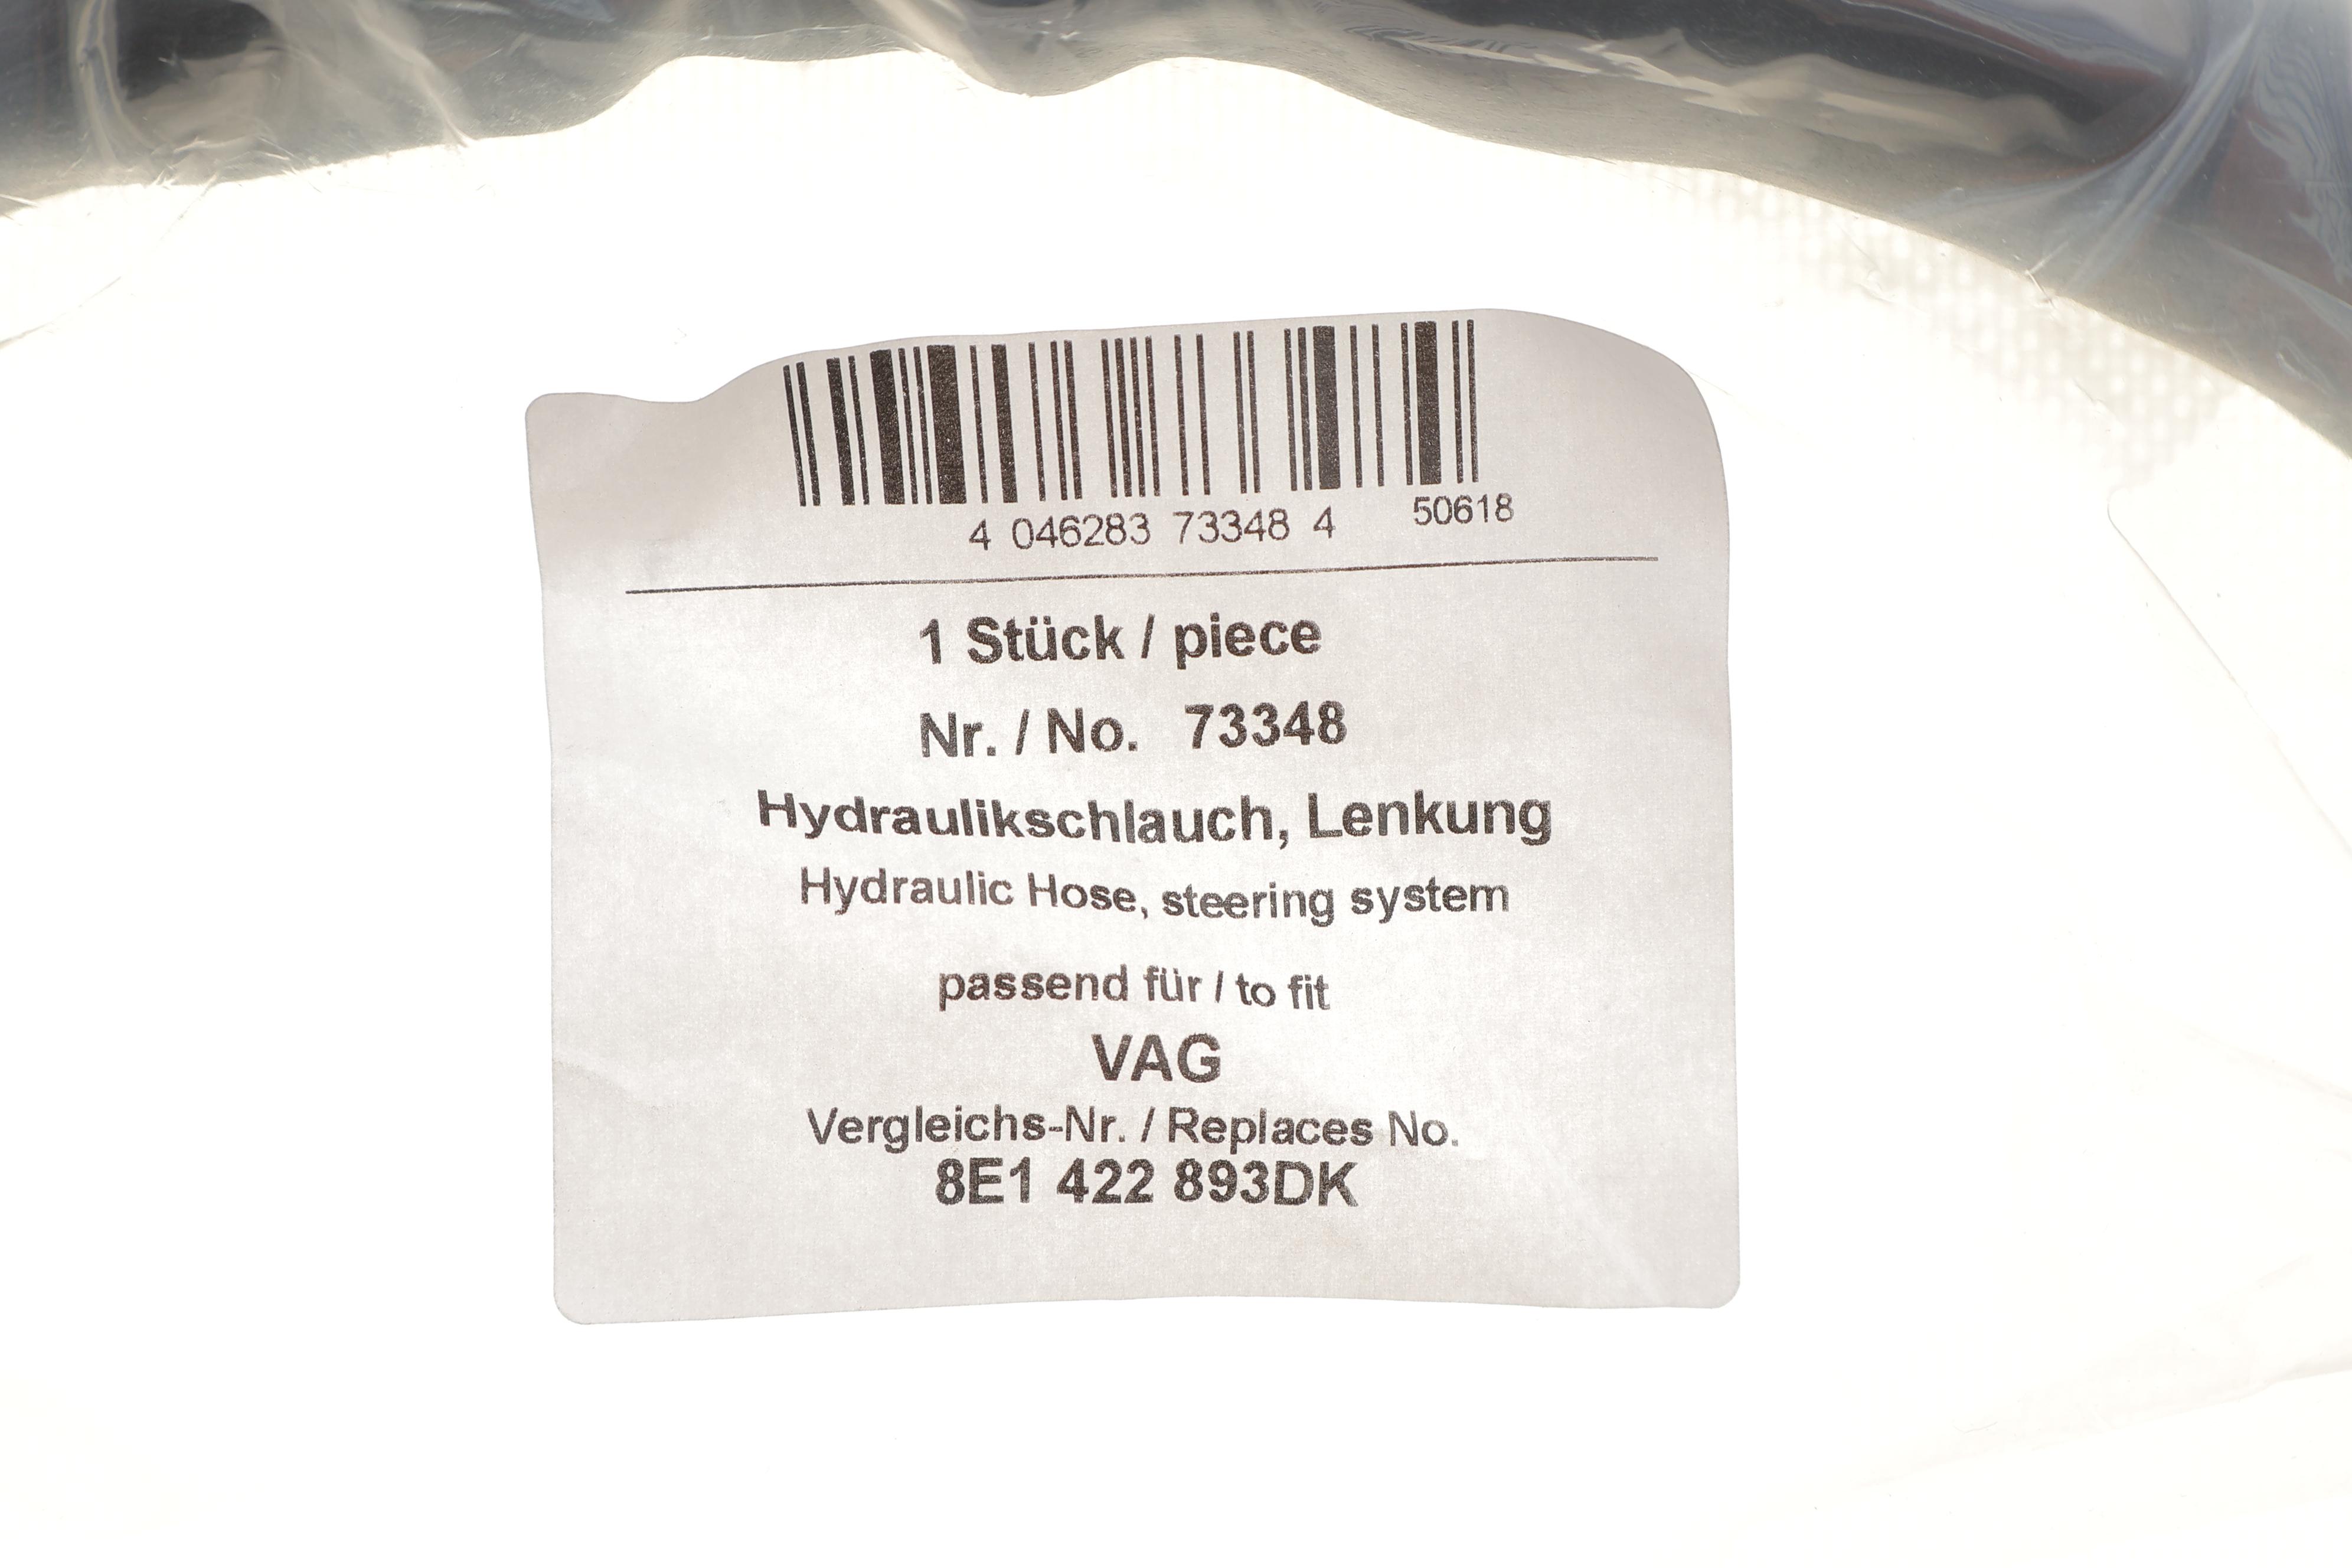 4 046283 73348 4 50618
1 Stück / piece
Nr. / No. 73348
Hydraulikschlauch, Lenkung
Hydraulic Hose, steering system
passend für / to fit
VAG
Vergleichs-Nr. / Replaces No.
8E1 422 893DK